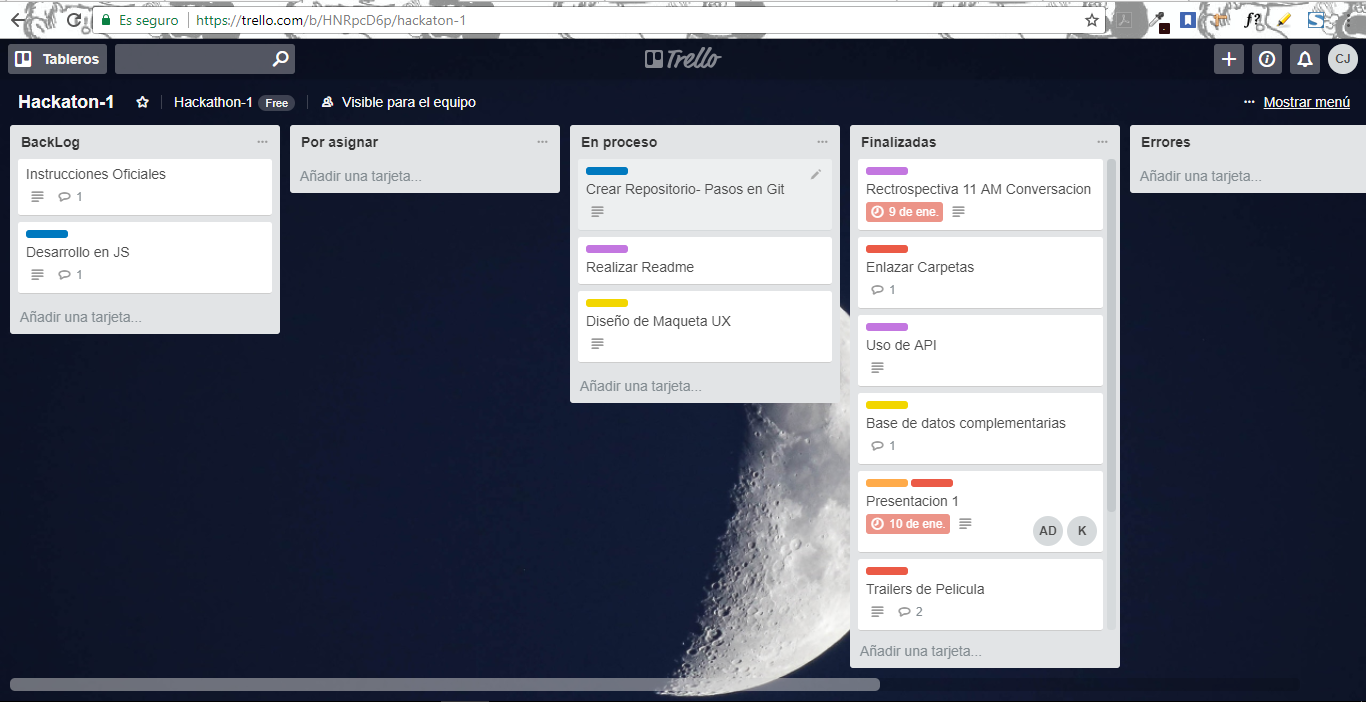 Es seguro
https://trello.com/b/HNRpcD6p/hackaton-1
f?
S
Tableros
Trello
CJ
Hackaton-1
Hackathon-1
Free
Visible para el equipo
Mostrar menú
BackLog
Instrucciones Oficiales
1
Desarrollo en JS
1
Añadir una tarjeta...
Por asignar
Añadir una tarjeta...
En proceso
Crear Repositorio- Pasos en Git
Realizar Readme
Diseño de Maqueta UX
Añadir una tarjeta...
Finalizadas
Rectrospectiva 11 AM Conversacion
9 de ene.
Enlazar Carpetas
1
Uso de API
Base de datos complementarias
1
Presentacion 1
10 de ene.
AD
K
Trailers de Pelicula
2
Añadir una tarjeta...
Errores
Añadir una tarjeta...